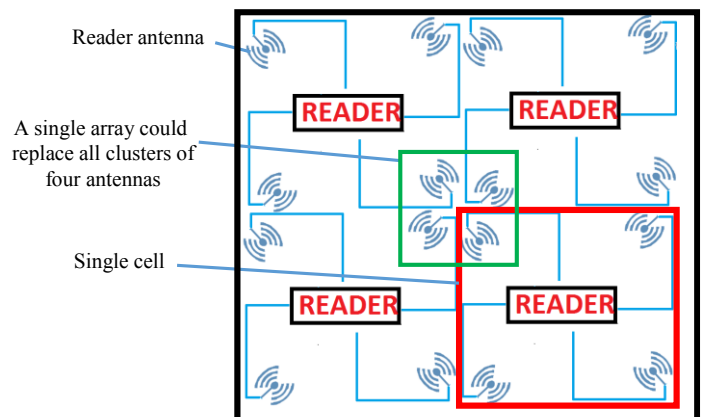 Reader antenna
READER
READER
A single array could
replace all clusters of
four antennas
Single cell
READER
READER